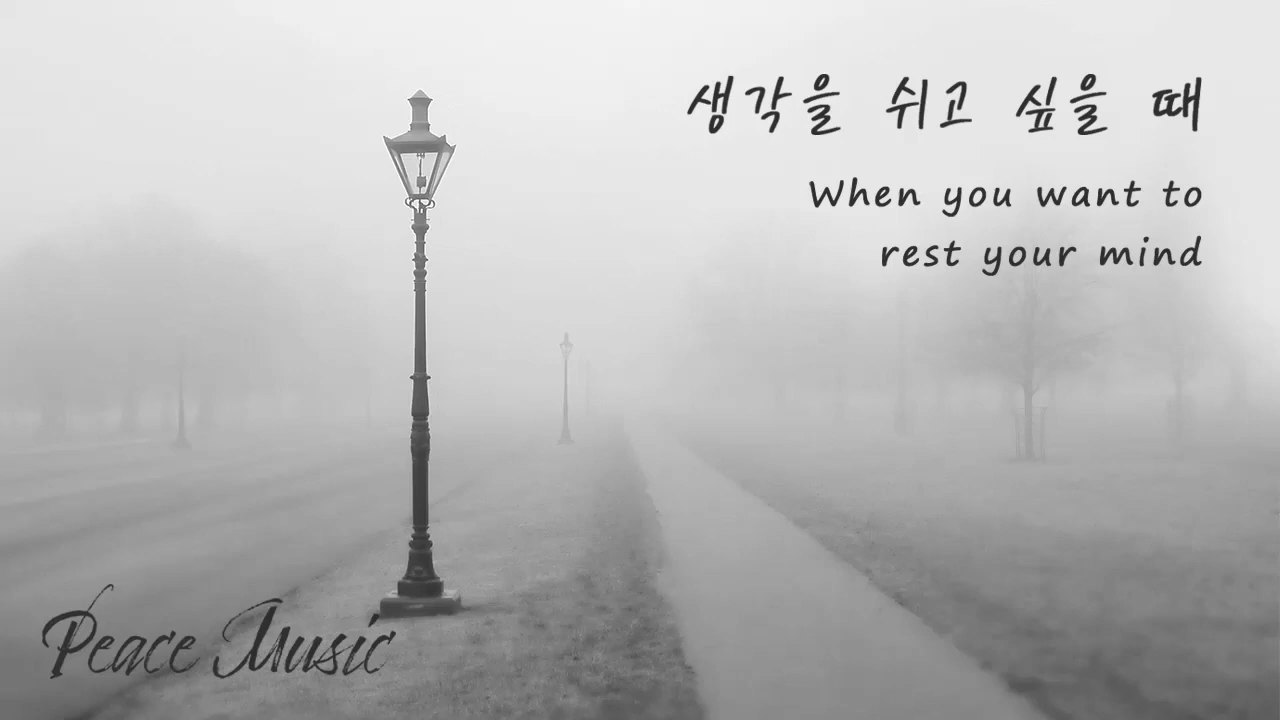 생각을 쉬고 싶을 때
When you want to
rest your mind
Peace Music